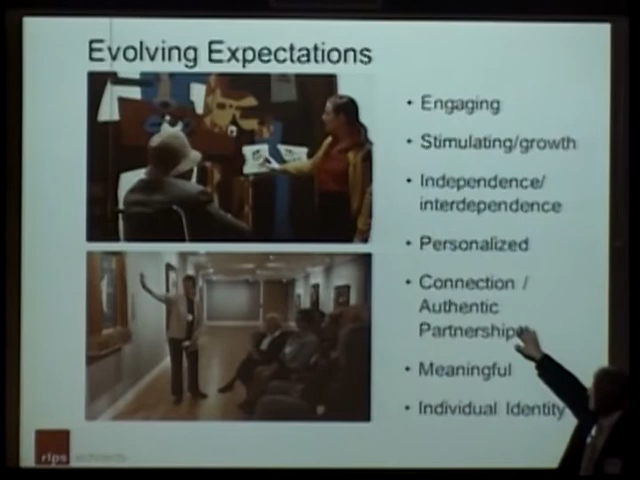 Evolving Expectations
• Engaging
• Stimulating/growth
• Independence/
interdependence
• Personalized
• Connection /
Authentic
Partnerships
• Meaningful
• Individual Identity
rlps